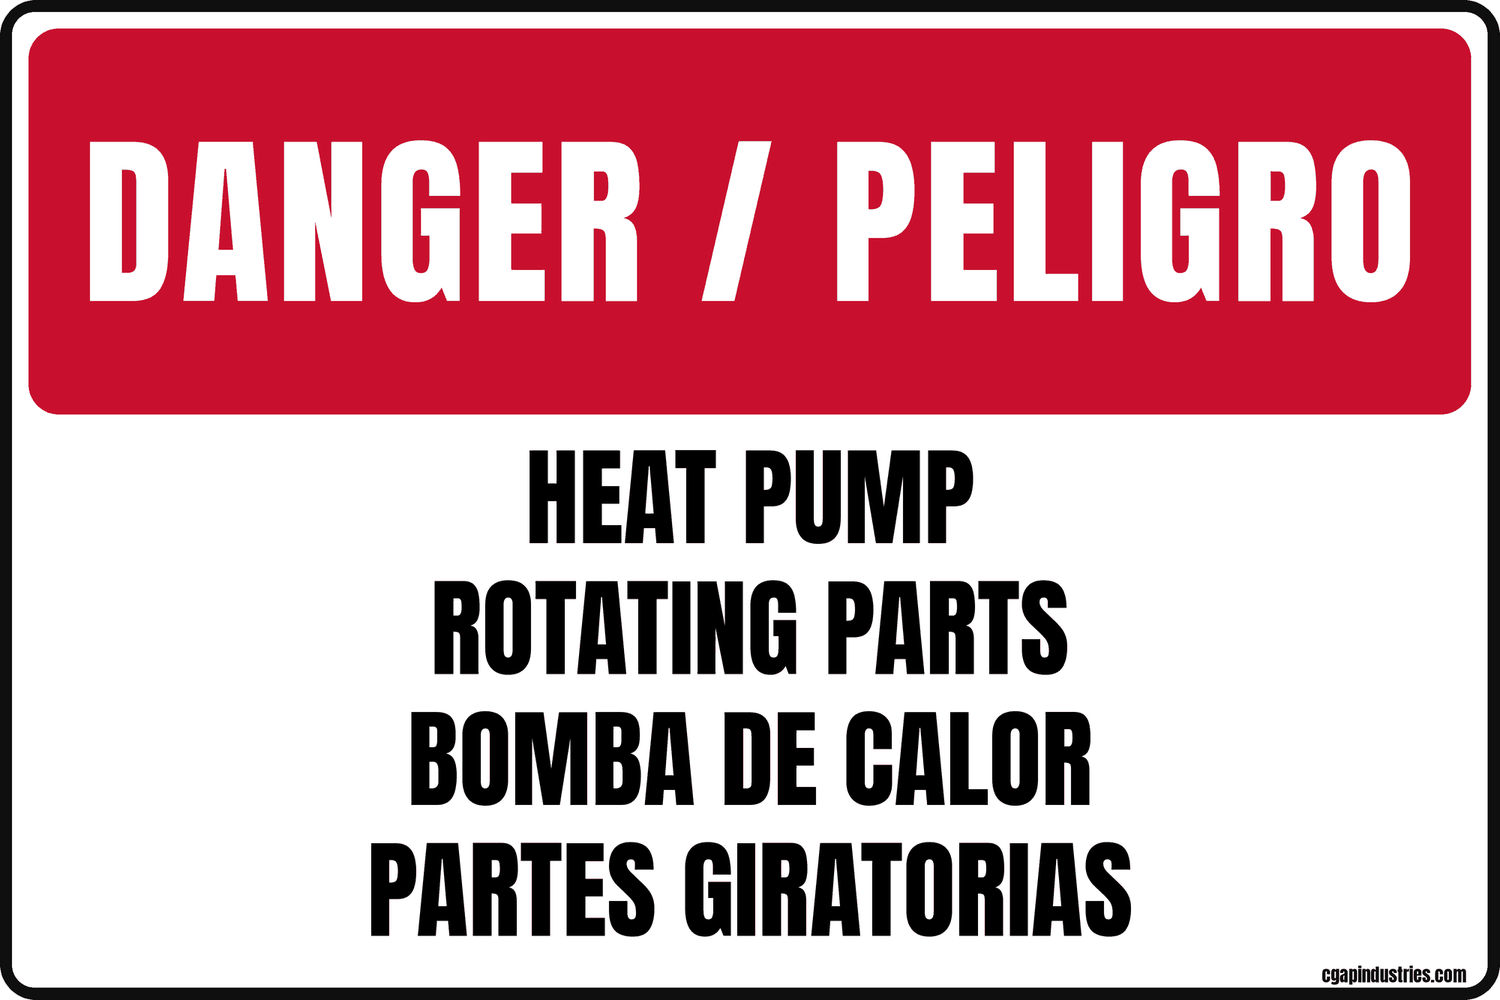 DANGER / PELIGRO
HEAT PUMP
ROTATING PARTS
BOMBA DE CALOR
PARTES GIRATORIAS
cgapindustries.com